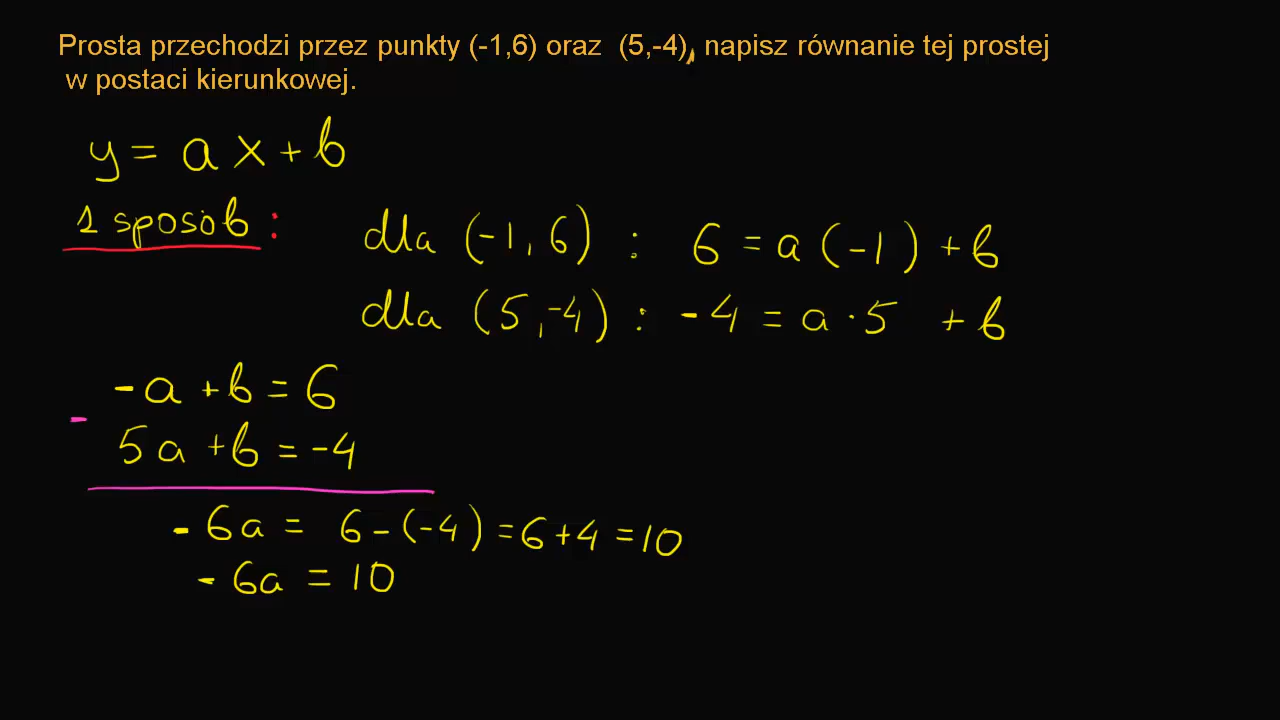 Prosta przechodzi przez punkty (-1,6) oraz (5,-4), napisz równanie tej prostej
w postaci kierunkowej.
y = ax + b
1 sposób :
dla (-1, 6) : 6 = a (-1) + b
dla (5, -4) : -4 = a · 5 + b
-a + b = 6
-
5a + b = -4
-6a = 6 - (-4) = 6 + 4 = 10
-6a = 10